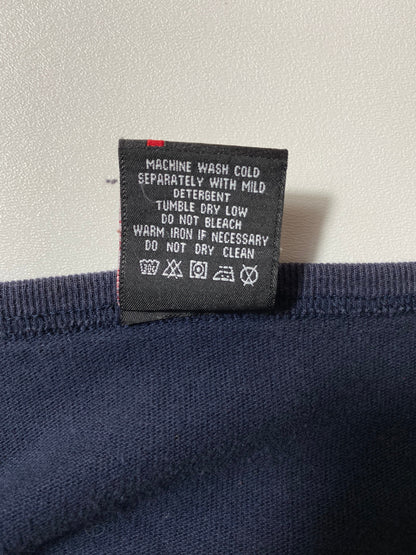 MACHINE WASH COLD
SEPARATELY WITH MILD
DETERGENT
TUMBLE DRY LOW
DO NOT BLEACH
WARM IRON IF NECESSARY
DO NOT DRY CLEAN